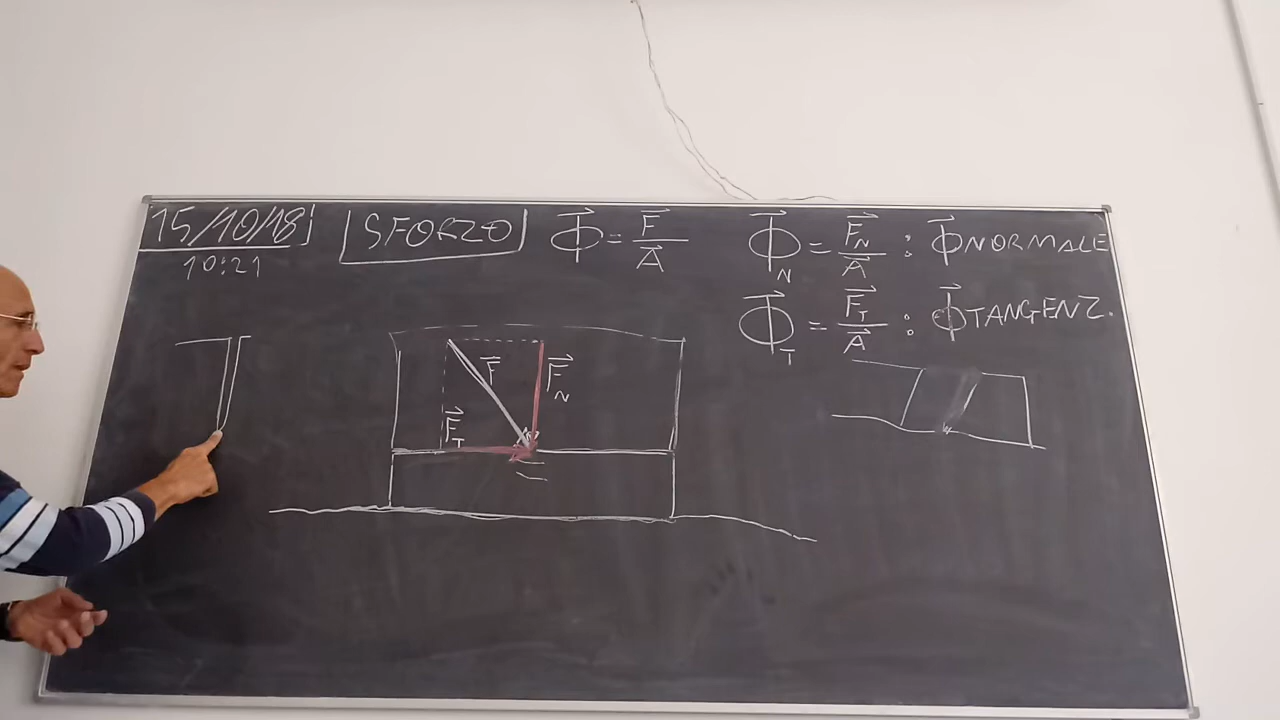 15/10/18
10:21
SFORZO
Φ = F / A
Φ_N = F_N / A : Φ NORMALE
Φ_T = F_T / A : Φ TANGENZ.
F
F_N
F_T